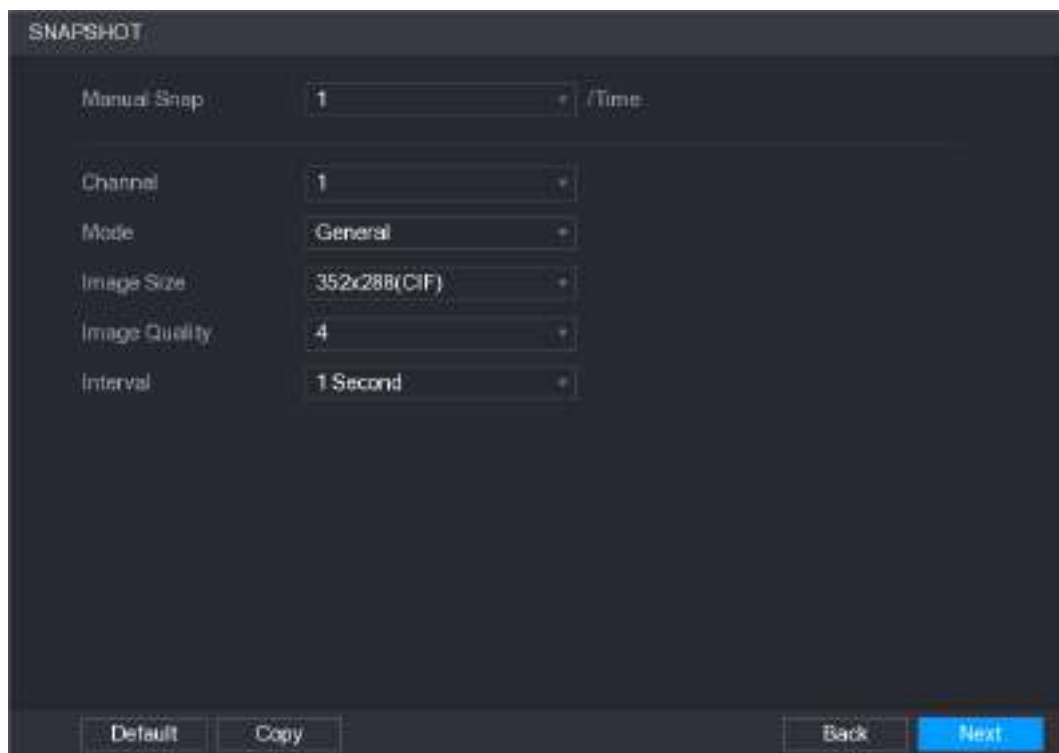 SNAPSHOT
Manual Snap 1 /Time
Channel 1
Mode General
Image Size 352x288(CIF)
Image Quality 4
Interval 1 Second
Default Copy Back Next